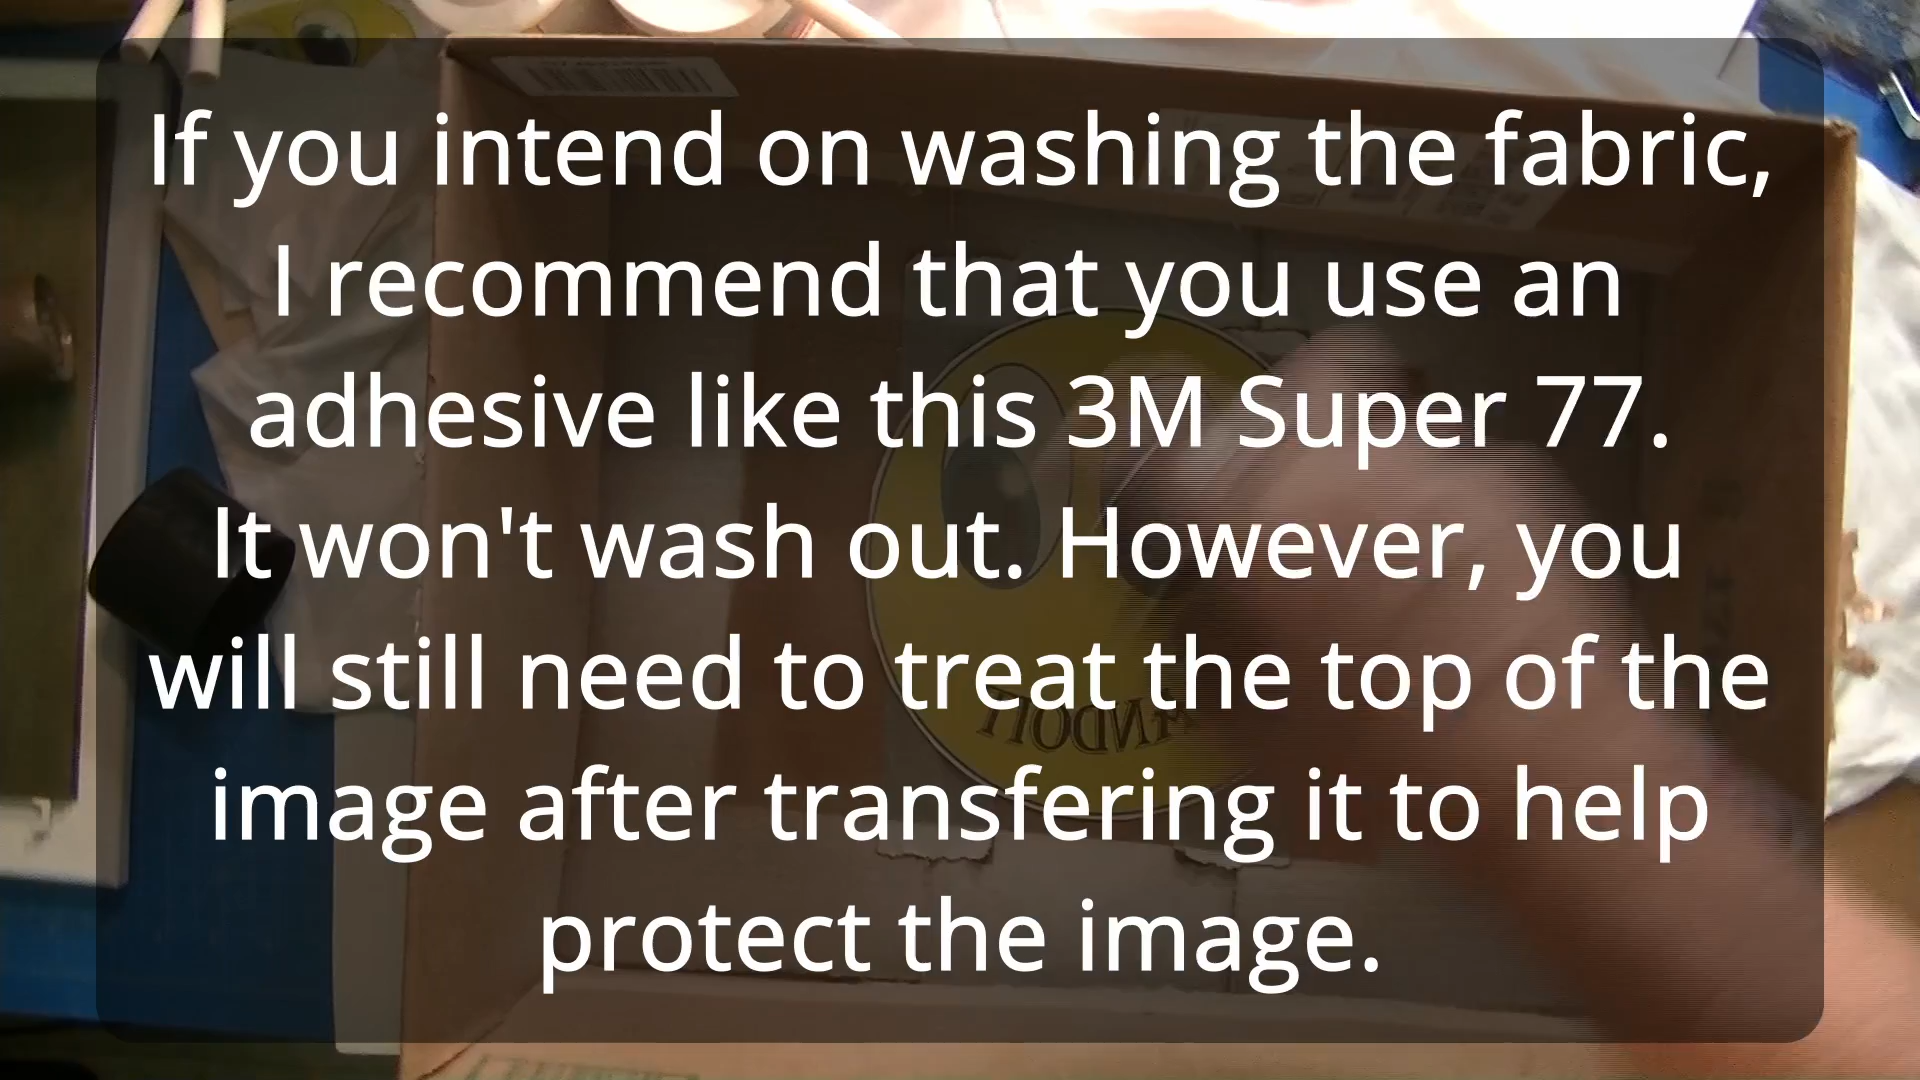 If you intend on washing the fabric,
I recommend that you use an
adhesive like this 3M Super 77.
It won't wash out. However, you
will still need to treat the top of the
image after transfering it to help
protect the image.